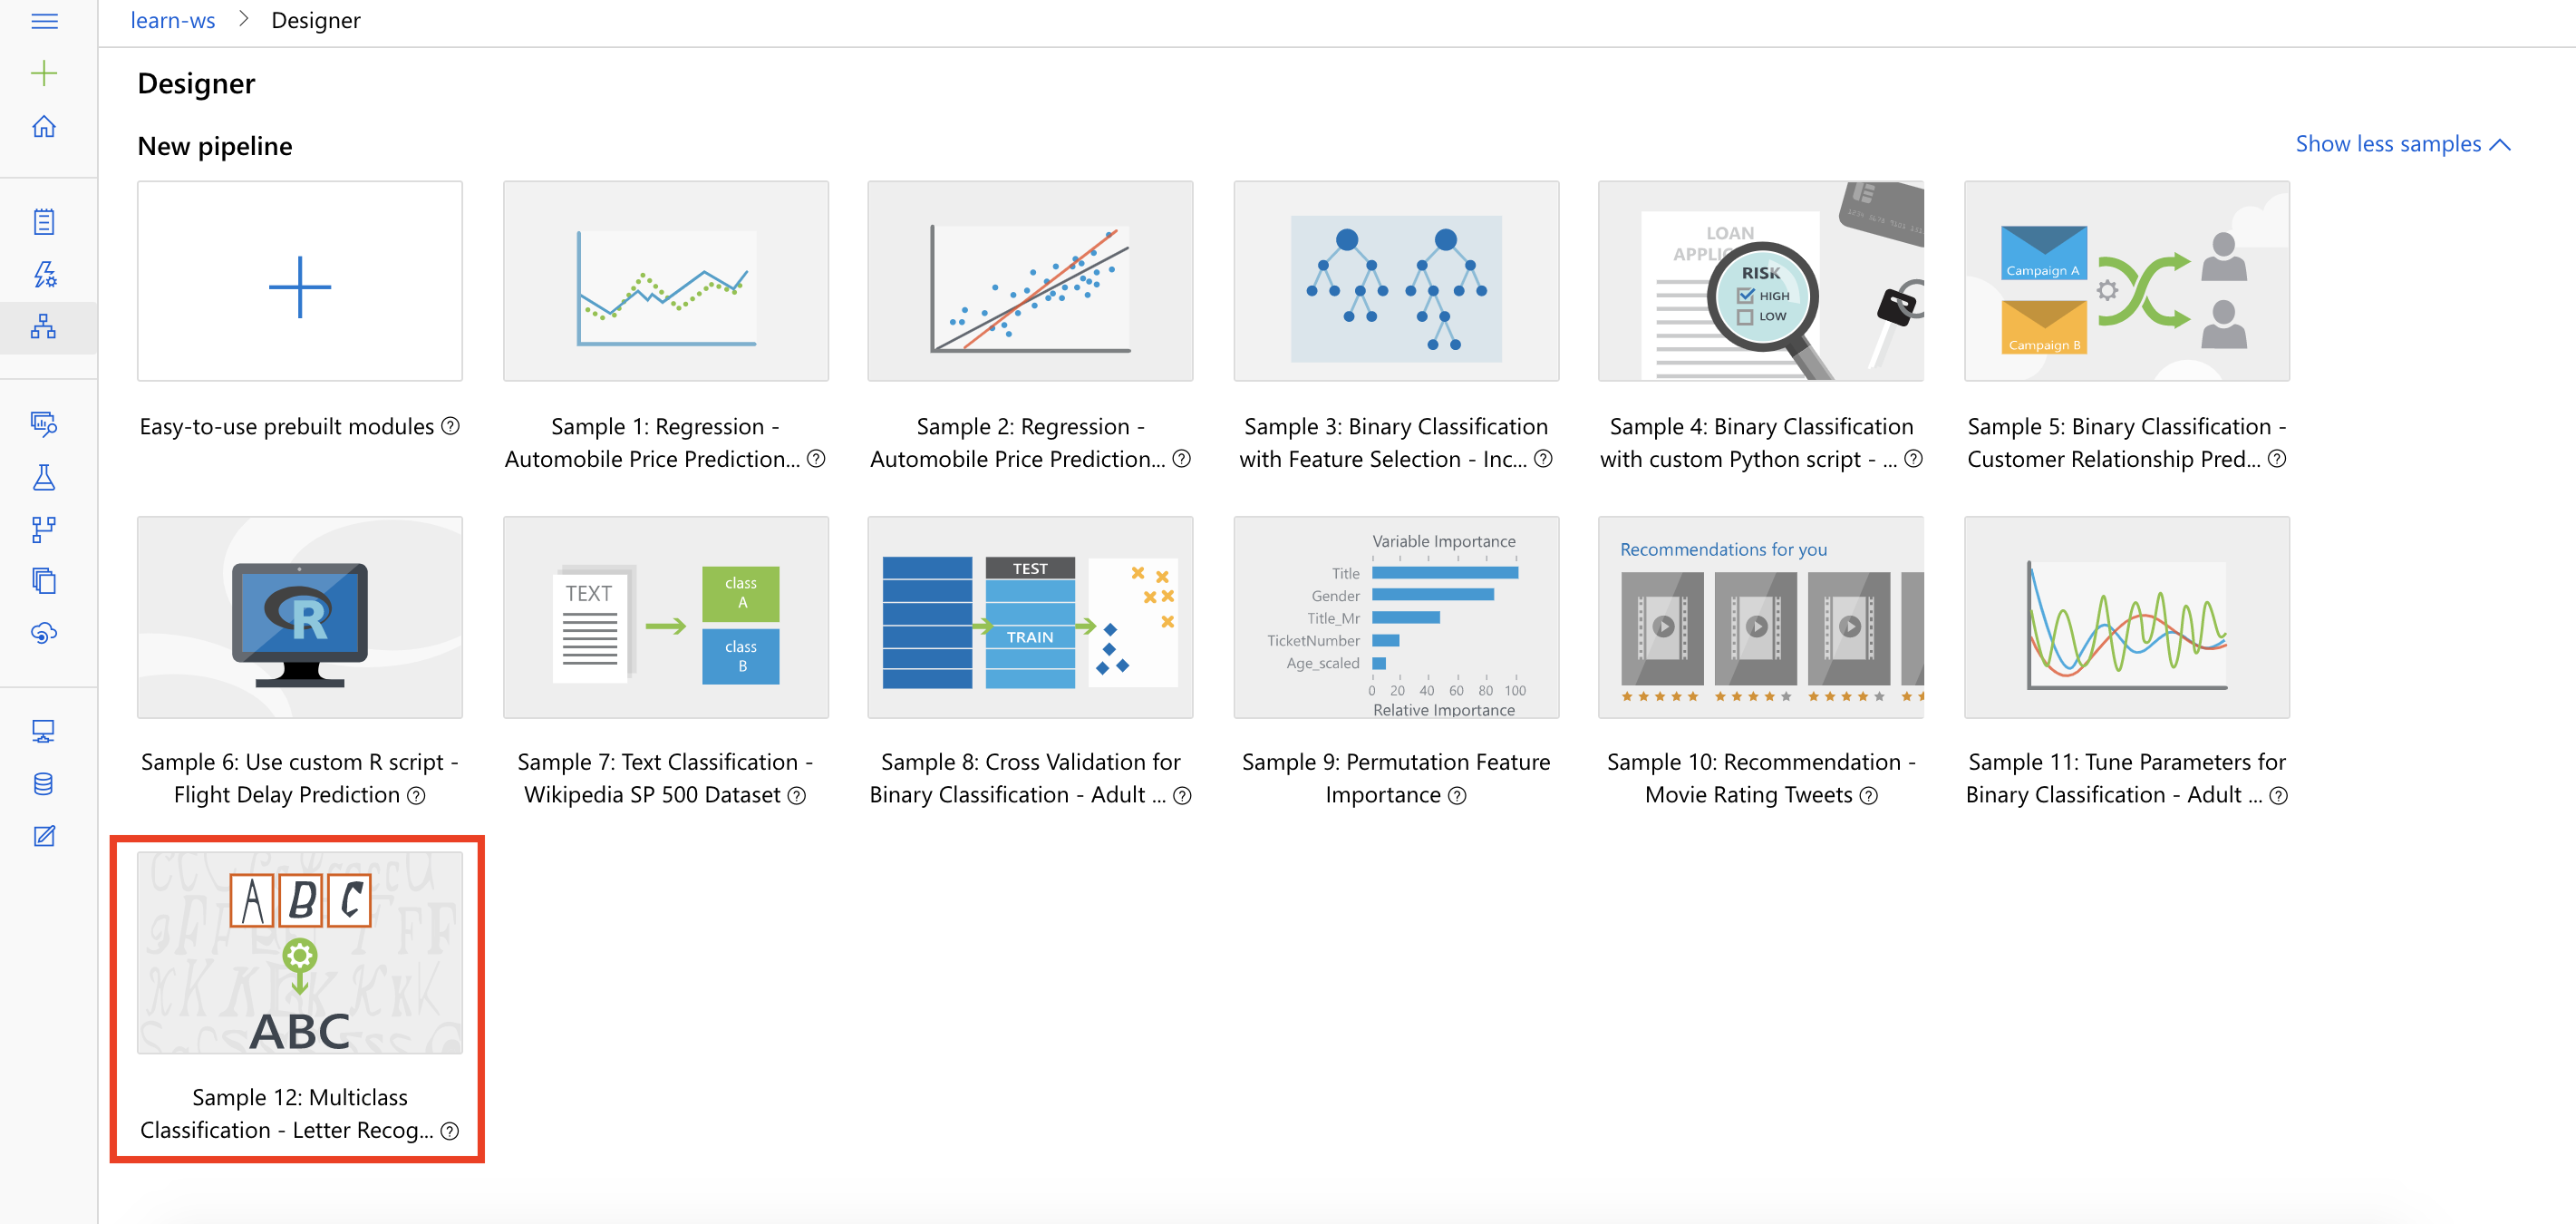 learn-ws > Designer
Designer
New pipeline
Show less samples
LOAN
RISK
HIGH
LOW
Campaign A
Campaign B
Easy-to-use prebuilt modules
Sample 1: Regression -
Automobile Price Prediction...
Sample 2: Regression -
Automobile Price Prediction...
Sample 3: Binary Classification
with Feature Selection - Inc...
Sample 4: Binary Classification
with custom Python script - ...
Sample 5: Binary Classification -
Customer Relationship Pred...
R
TEXT
class
A
class
B
TEST
TRAIN
Variable Importance
Title
Gender
Title_Mr
TicketNumber
Age_scaled
0 20 40 60 80 100
Relative Importance
Recommendations for you
Sample 6: Use custom R script -
Flight Delay Prediction
Sample 7: Text Classification -
Wikipedia SP 500 Dataset
Sample 8: Cross Validation for
Binary Classification - Adult ...
Sample 9: Permutation Feature
Importance
Sample 10: Recommendation -
Movie Rating Tweets
Sample 11: Tune Parameters for
Binary Classification - Adult ...
A B C
ABC
Sample 12: Multiclass
Classification - Letter Recog...